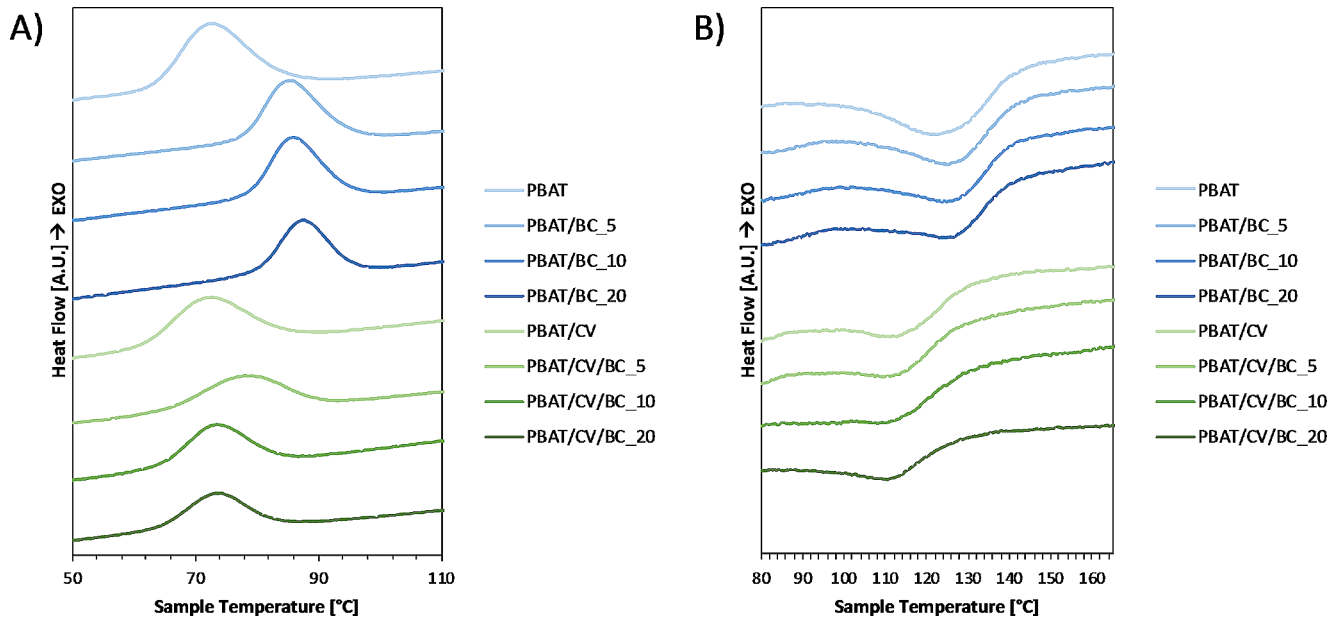 A)
Heat Flow [A.U.] → EXO
50 70 90 110
Sample Temperature [°C]
PBAT
PBAT/BC_5
PBAT/BC_10
PBAT/BC_20
PBAT/CV
PBAT/CV/BC_5
PBAT/CV/BC_10
PBAT/CV/BC_20
B)
Heat Flow [A.U.] → EXO
80 90 100 110 120 130 140 150 160
Sample Temperature [°C]
PBAT
PBAT/BC_5
PBAT/BC_10
PBAT/BC_20
PBAT/CV
PBAT/CV/BC_5
PBAT/CV/BC_10
PBAT/CV/BC_20